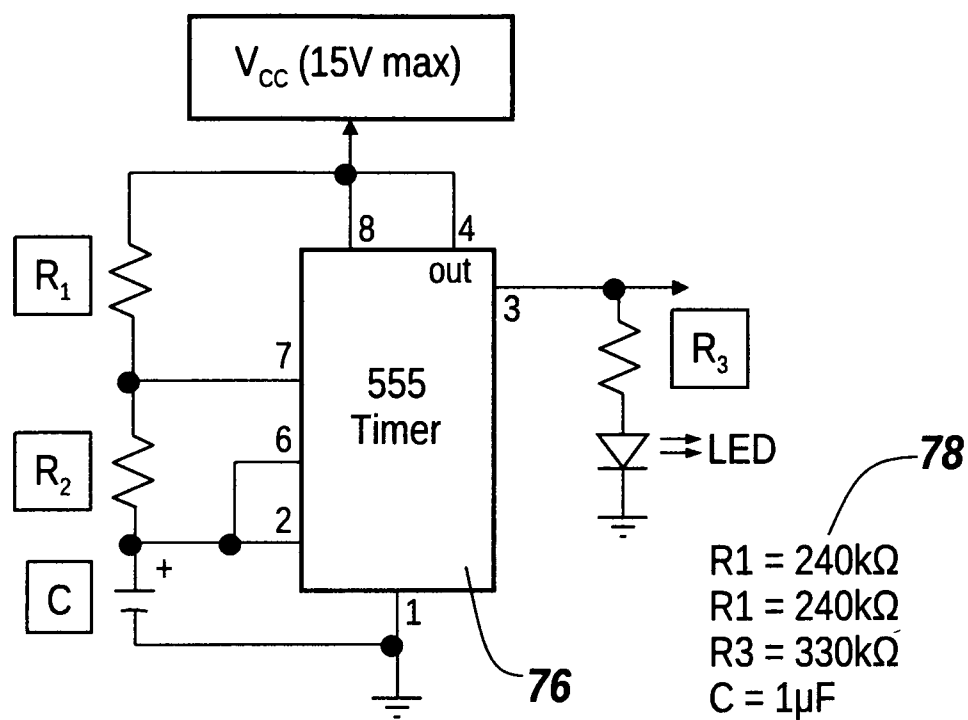 VCC (15V max)
8
4
R1
out
3
7
R3
555
Timer
6
LED
78
R2
2
R1 = 240kΩ
R1 = 240kΩ
+
C
1
R3 = 330kΩ
76
C = 1µF